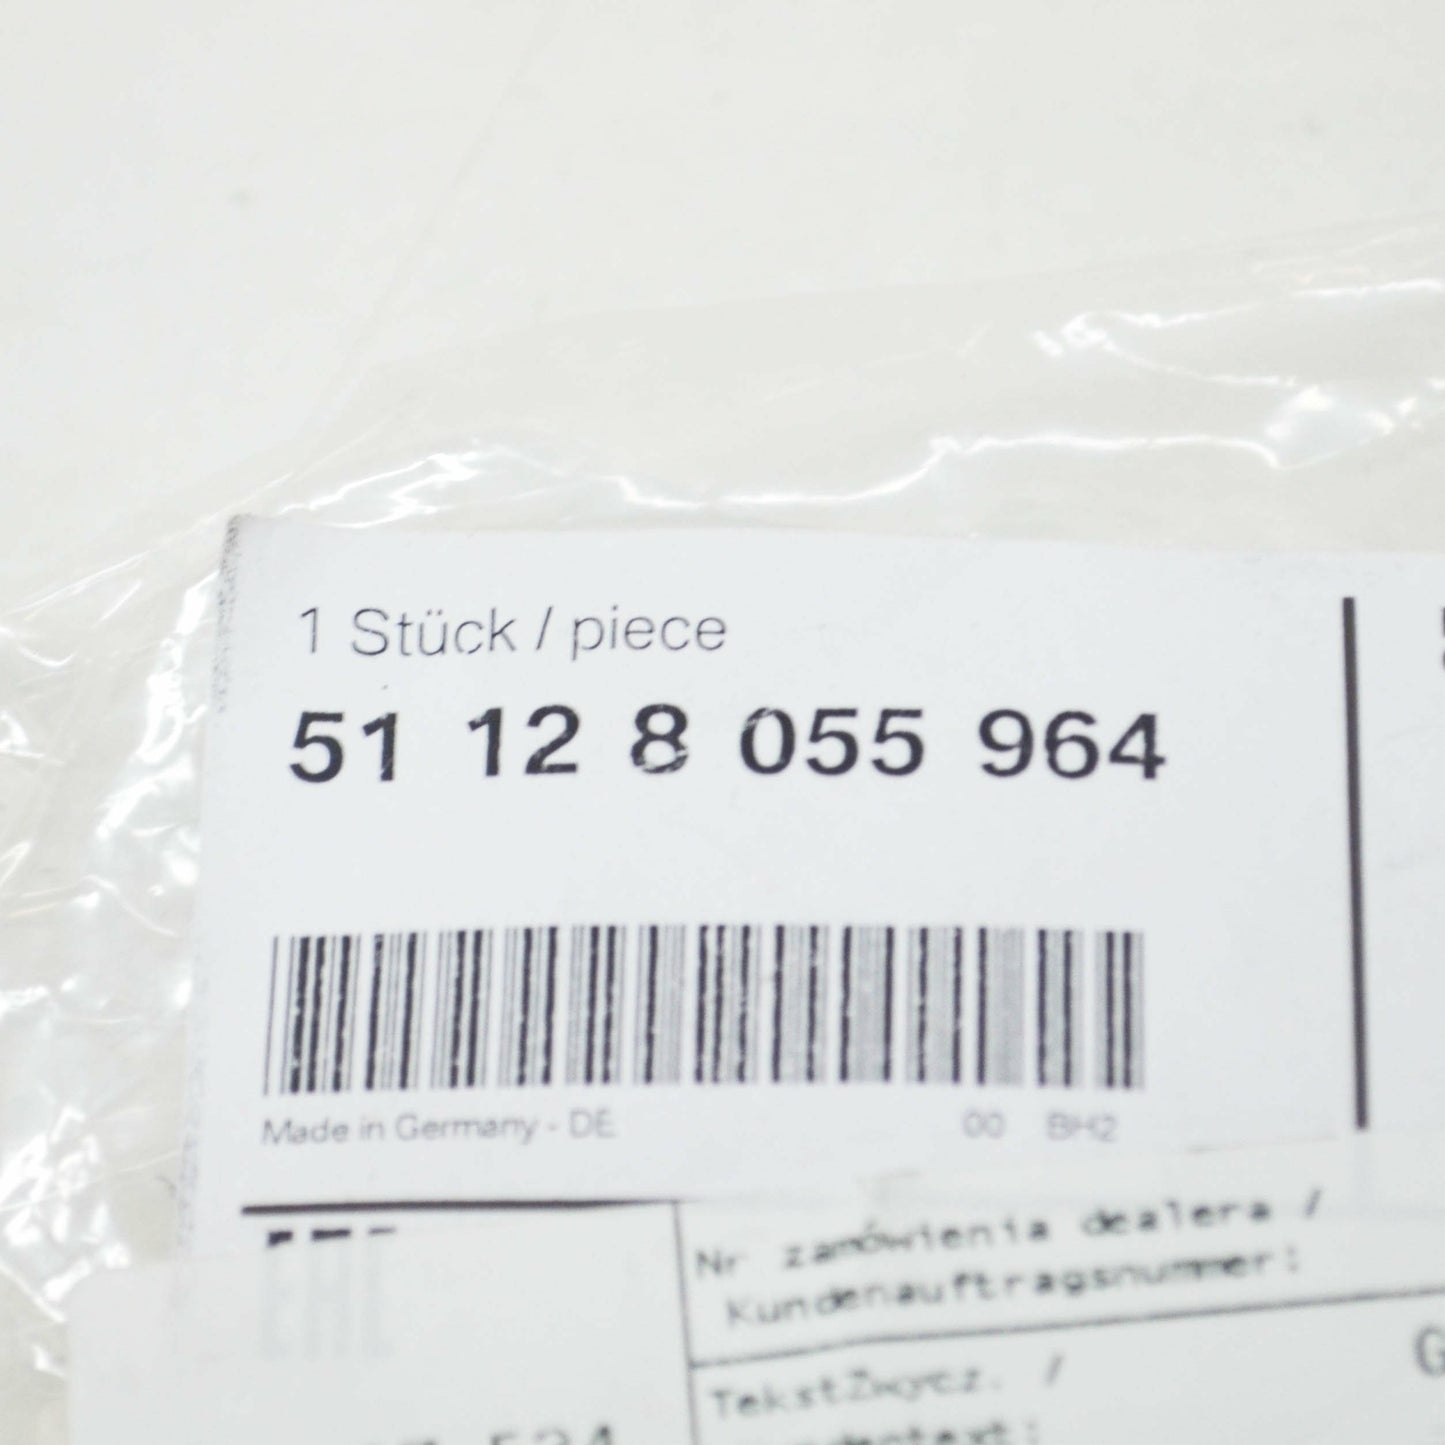 1 Stück / piece
51 12 8 055 964
Made in Germany - DE 00 BH2
EAC
Nr zamówienia dealera /
Kundenauftragsnummer:
TekstZwycz. /